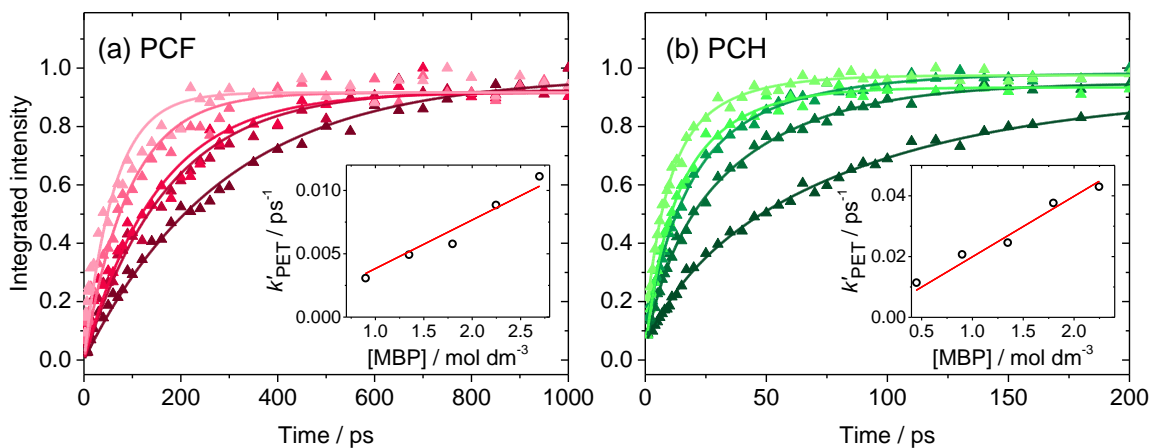 (a) PCF
Integrated intensity
1.0
0.8
0.6
0.4
0.2
0.0
0 200 400 600 800 1000
Time / ps
k′PET / ps⁻¹
0.010
0.005
0.000
1.0 1.5 2.0 2.5
[MBP] / mol dm⁻³
(b) PCH
1.0
0.8
0.6
0.4
0.2
0.0
0 50 100 150 200
Time / ps
k′PET / ps⁻¹
0.04
0.02
0.00
0.5 1.0 1.5 2.0
[MBP] / mol dm⁻³